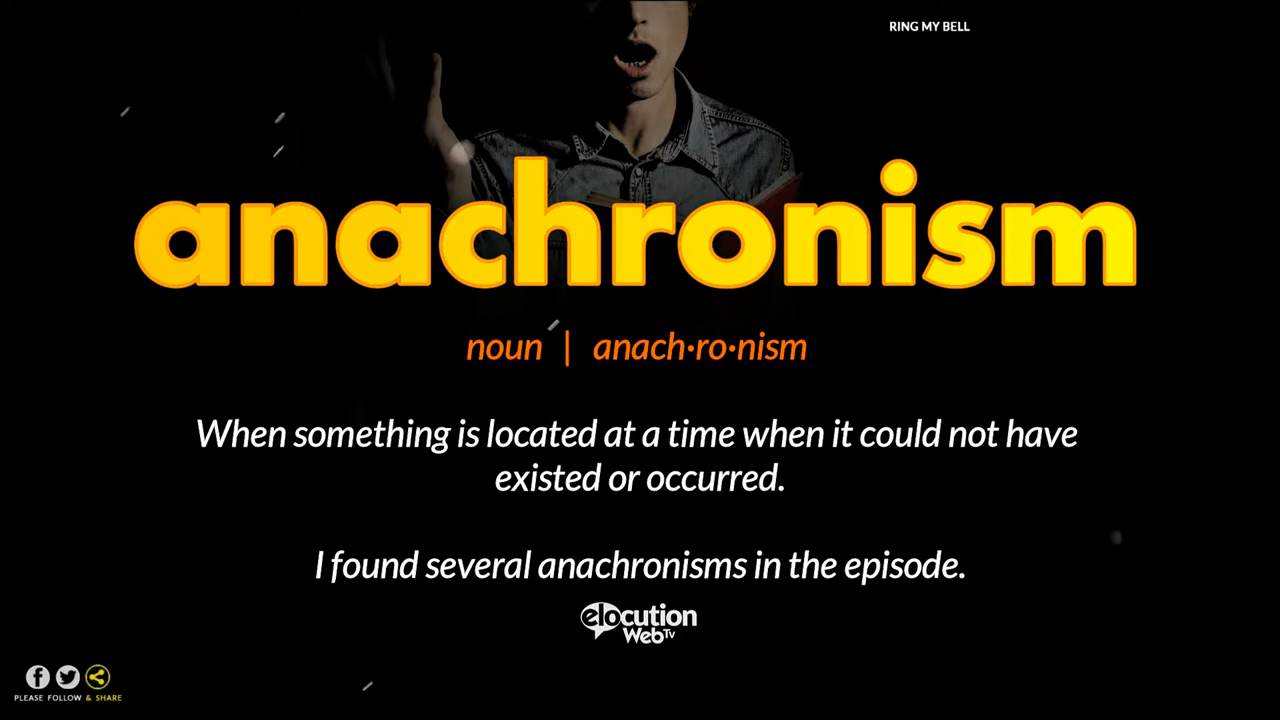 RING MY BELL
anachronism
noun | anach·ro·nism
When something is located at a time when it could not have
existed or occurred.
I found several anachronisms in the episode.
elocution
WebTv
PLEASE FOLLOW & SHARE